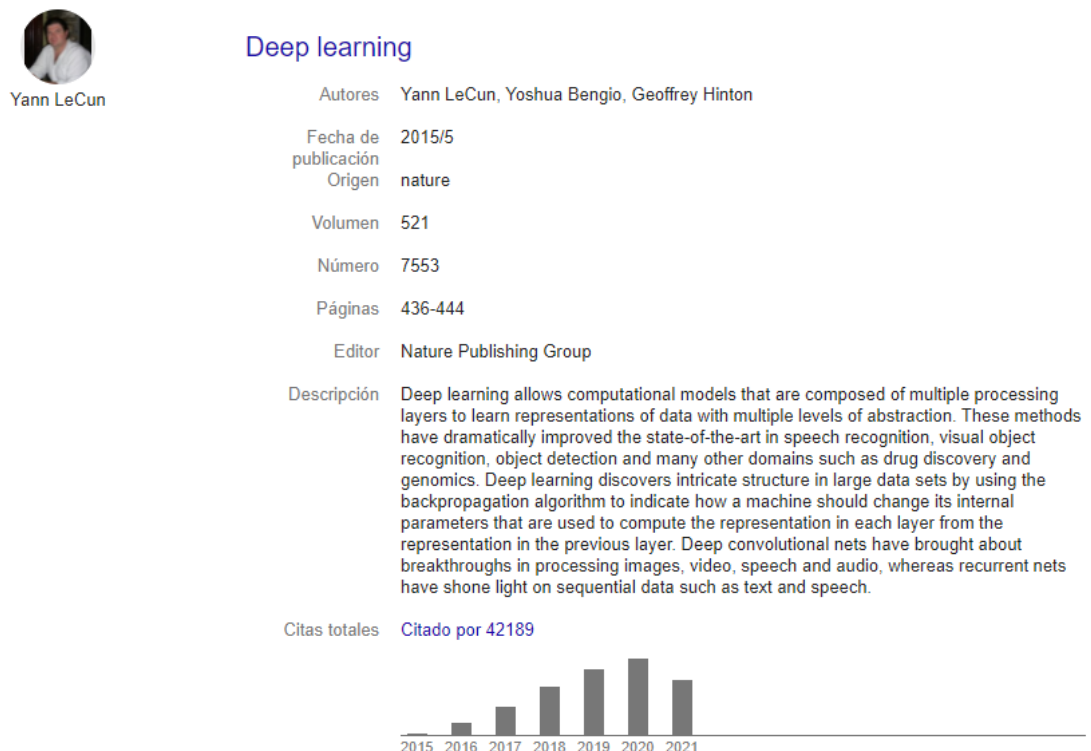 Yann LeCun
Deep learning
Autores Yann LeCun, Yoshua Bengio, Geoffrey Hinton
Fecha de 2015/5
publicación
Origen nature
Volumen 521
Número 7553
Páginas 436-444
Editor Nature Publishing Group
Descripción Deep learning allows computational models that are composed of multiple processing
layers to learn representations of data with multiple levels of abstraction. These methods
have dramatically improved the state-of-the-art in speech recognition, visual object
recognition, object detection and many other domains such as drug discovery and
genomics. Deep learning discovers intricate structure in large data sets by using the
backpropagation algorithm to indicate how a machine should change its internal
parameters that are used to compute the representation in each layer from the
representation in the previous layer. Deep convolutional nets have brought about
breakthroughs in processing images, video, speech and audio, whereas recurrent nets
have shone light on sequential data such as text and speech.
Citas totales Citado por 42189
2015 2016 2017 2018 2019 2020 2021